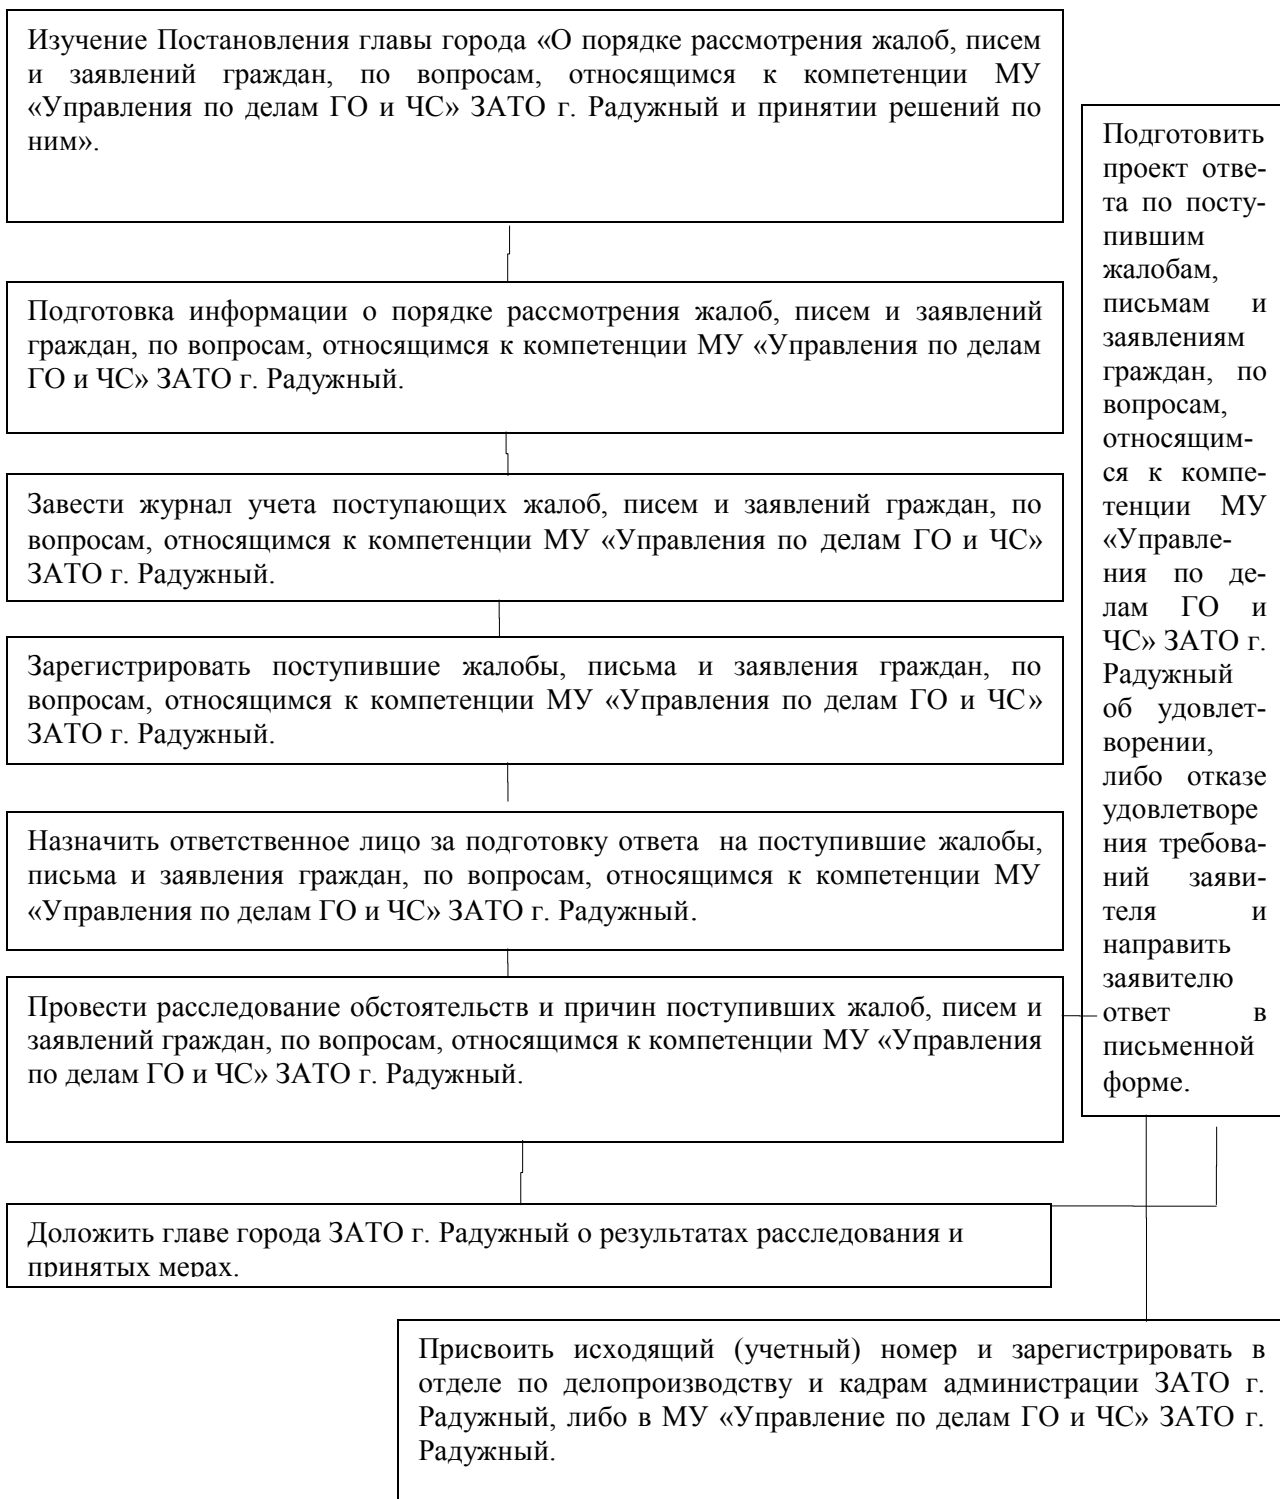 Изучение Постановления главы города «О порядке рассмотрения жалоб, писем
и заявлений граждан, по вопросам, относящимся к компетенции МУ
«Управления по делам ГО и ЧС» ЗАТО г. Радужный и принятии решений по
ним».
Подготовка информации о порядке рассмотрения жалоб, писем и заявлений
граждан, по вопросам, относящимся к компетенции МУ «Управления по делам
ГО и ЧС» ЗАТО г. Радужный.
Завести журнал учета поступающих жалоб, писем и заявлений граждан, по
вопросам, относящимся к компетенции МУ «Управления по делам ГО и ЧС»
ЗАТО г. Радужный.
Зарегистрировать поступившие жалобы, письма и заявления граждан, по
вопросам, относящимся к компетенции МУ «Управления по делам ГО и ЧС»
ЗАТО г. Радужный.
Назначить ответственное лицо за подготовку ответа на поступившие жалобы,
письма и заявления граждан, по вопросам, относящимся к компетенции МУ
«Управления по делам ГО и ЧС» ЗАТО г. Радужный.
Провести расследование обстоятельств и причин поступивших жалоб, писем и
заявлений граждан, по вопросам, относящимся к компетенции МУ «Управления
по делам ГО и ЧС» ЗАТО г. Радужный.
Подготовить
проект отве-
та по посту-
пившим
жалобам,
письмам и
заявлениям
граждан, по
вопросам,
относящим-
ся к компе-
тенции МУ
«Управле-
ния по де-
лам ГО и
ЧС» ЗАТО г.
Радужный
об удовлет-
ворении,
либо отказе
удовлетворе
ния требова-
ний заяви-
теля и
направить
заявителю
ответ в
письменной
форме.
Доложить главе города ЗАТО г. Радужный о результатах расследования и
принятых мерах.
Присвоить исходящий (учетный) номер и зарегистрировать в
отделе по делопроизводству и кадрам администрации ЗАТО г.
Радужный, либо в МУ «Управление по делам ГО и ЧС» ЗАТО г.
Радужный.